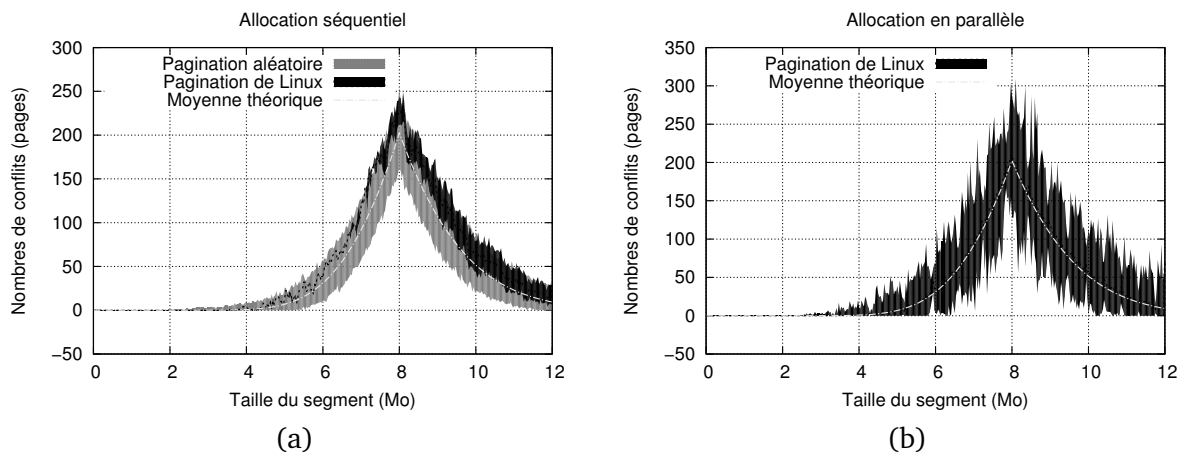 Allocation séquentiel
Nombres de conflits (pages)
300
250
200
150
100
50
0
−50
Pagination aléatoire
Pagination de Linux
Moyenne théorique
0 2 4 6 8 10 12
Taille du segment (Mo)
(a)
Allocation en parallèle
Nombres de conflits (pages)
350
300
250
200
150
100
50
0
−50
Pagination de Linux
Moyenne théorique
0 2 4 6 8 10 12
Taille du segment (Mo)
(b)